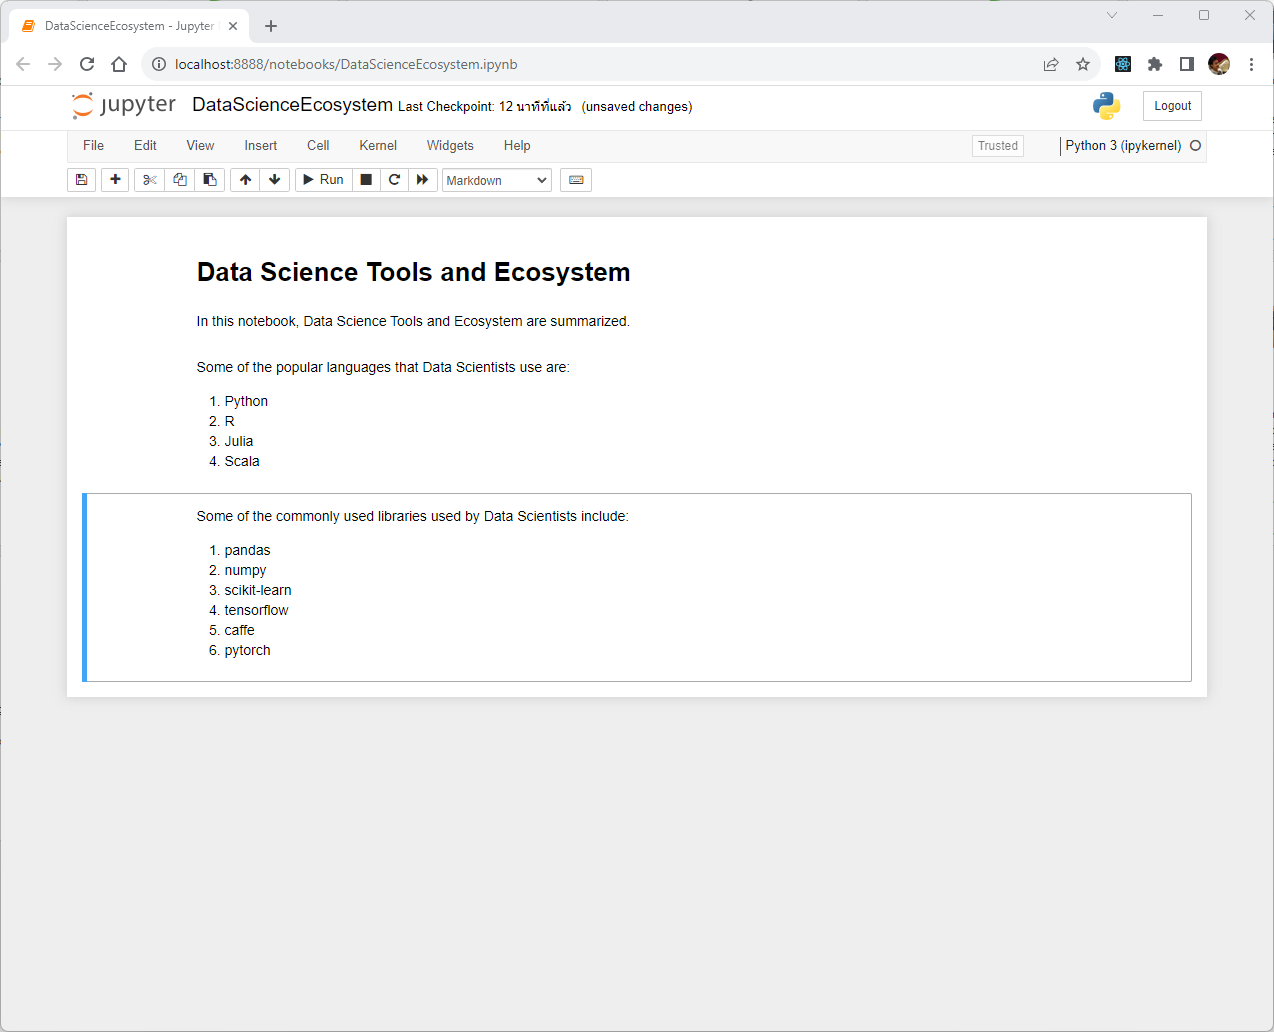 DataScienceEcosystem - Jupyter
localhost:8888/notebooks/DataScienceEcosystem.ipynb
jupyter DataScienceEcosystem Last Checkpoint: 12 นาทีที่แล้ว (unsaved changes) Logout
File Edit View Insert Cell Kernel Widgets Help Trusted Python 3 (ipykernel)
Run Markdown
Data Science Tools and Ecosystem
In this notebook, Data Science Tools and Ecosystem are summarized.
Some of the popular languages that Data Scientists use are:
1. Python
2. R
3. Julia
4. Scala
Some of the commonly used libraries used by Data Scientists include:
1. pandas
2. numpy
3. scikit-learn
4. tensorflow
5. caffe
6. pytorch